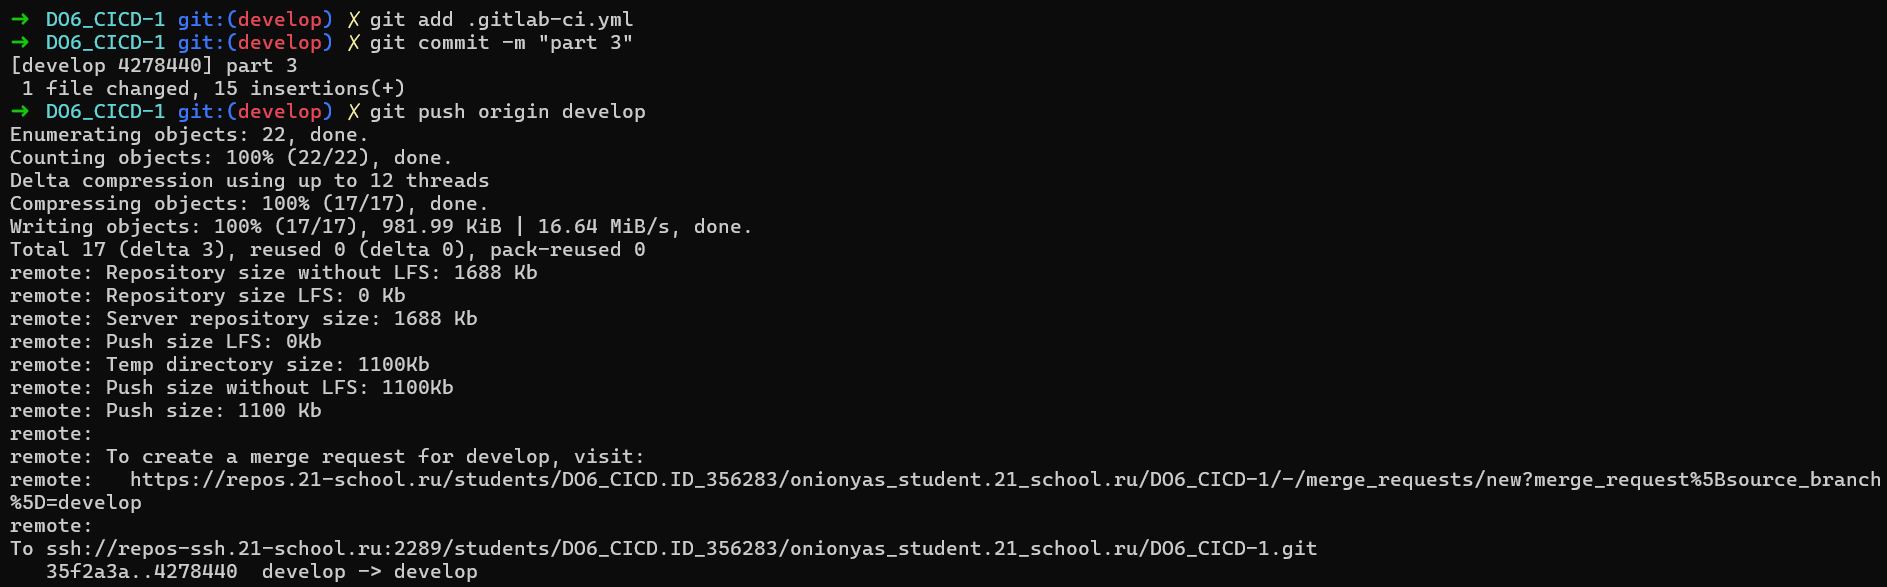 → DO6_CICD-1 git:(develop) ✗ git add .gitlab-ci.yml
→ DO6_CICD-1 git:(develop) ✗ git commit -m "part 3"
[develop 4278440] part 3
 1 file changed, 15 insertions(+)
→ DO6_CICD-1 git:(develop) ✗ git push origin develop
Enumerating objects: 22, done.
Counting objects: 100% (22/22), done.
Delta compression using up to 12 threads
Compressing objects: 100% (17/17), done.
Writing objects: 100% (17/17), 981.99 KiB | 16.64 MiB/s, done.
Total 17 (delta 3), reused 0 (delta 0), pack-reused 0
remote: Repository size without LFS: 1688 Kb
remote: Repository size LFS: 0 Kb
remote: Server repository size: 1688 Kb
remote: Push size LFS: 0Kb
remote: Temp directory size: 1100Kb
remote: Push size without LFS: 1100Kb
remote: Push size: 1100 Kb
remote:
remote: To create a merge request for develop, visit:
remote:   https://repos.21-school.ru/students/DO6_CICD.ID_356283/onionyas_student.21_school.ru/DO6_CICD-1/-/merge_requests/new?merge_request%5Bsource_branch
%5D=develop
remote:
To ssh://repos-ssh.21-school.ru:2289/students/DO6_CICD.ID_356283/onionyas_student.21_school.ru/DO6_CICD-1.git
   35f2a3a..4278440  develop -> develop